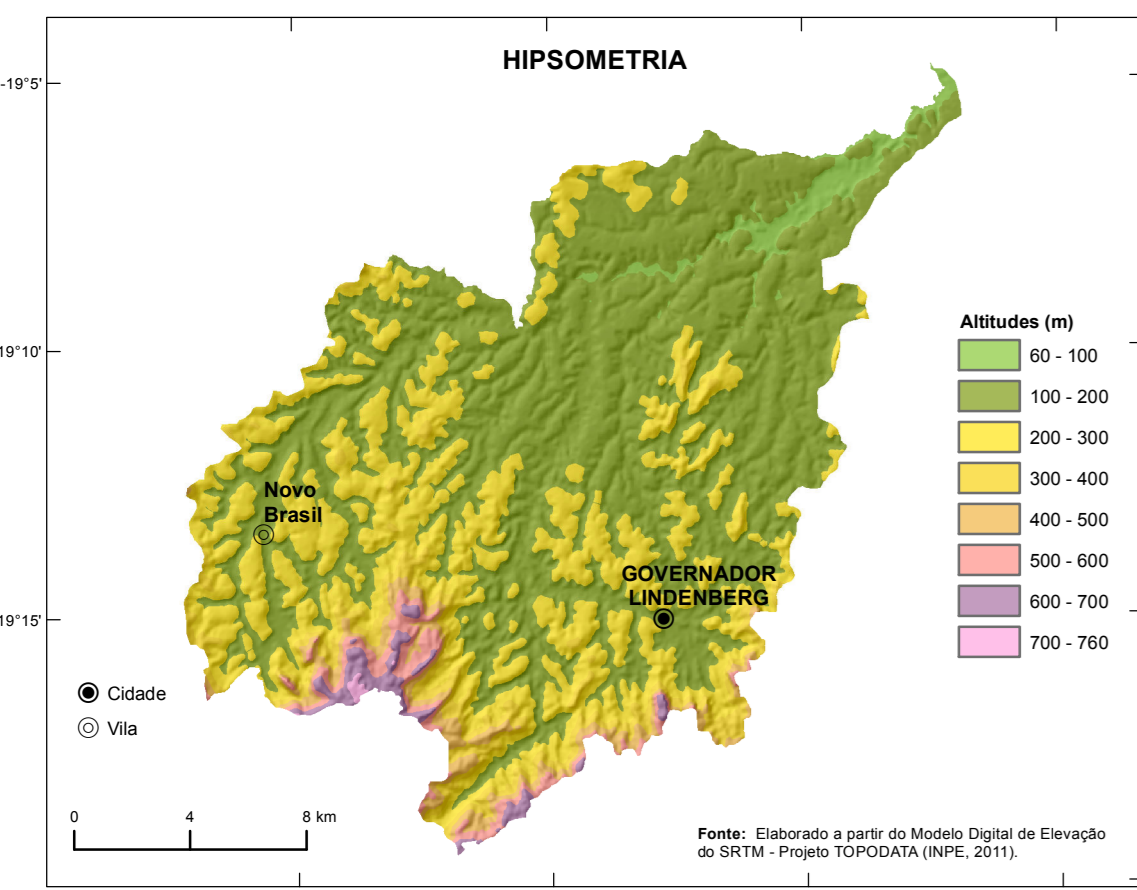 HIPSOMETRIA
-19°5'
19°10'
19°15'
Novo
Brasil
GOVERNADOR
LINDENBERG
Altitudes (m)
60 - 100
100 - 200
200 - 300
300 - 400
400 - 500
500 - 600
600 - 700
700 - 760
Cidade
Vila
0 4 8 km
Fonte: Elaborado a partir do Modelo Digital de Elevação
do SRTM - Projeto TOPODATA (INPE, 2011).